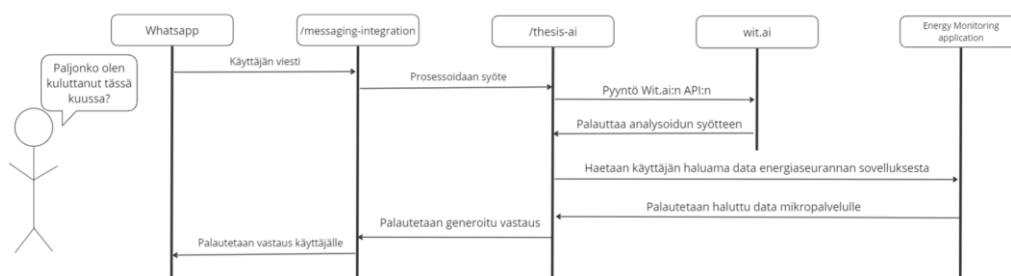 Whatsapp
/messaging-integration
/thesis-ai
wit.ai
Energy Monitoring
application
Paljonko olen
kuluttanut tässä
kuussa?
Käyttäjän viesti
Prosessoidaan syöte
Pyyntö Wit.ai:n API:n
Palauttaa analysoidun syötteen
Haetaan käyttäjän haluama data energiaseurannan sovelluksesta
Palautetaan haluttu data mikropalvelulle
Palautetaan generoitu vastaus
Palautetaan vastaus käyttäjälle